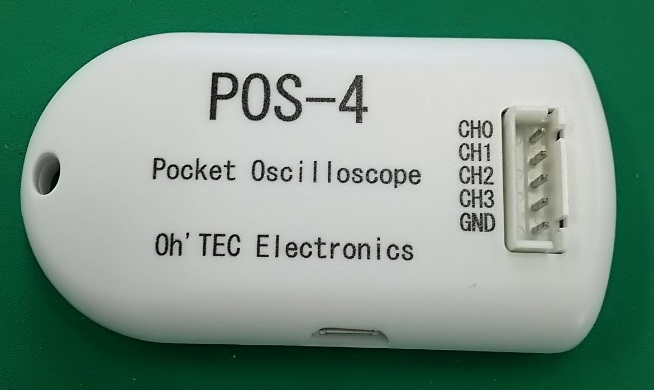 POS-4
Pocket Oscilloscope
Oh'TEC Electronics
CH0
CH1
CH2
CH3
GND